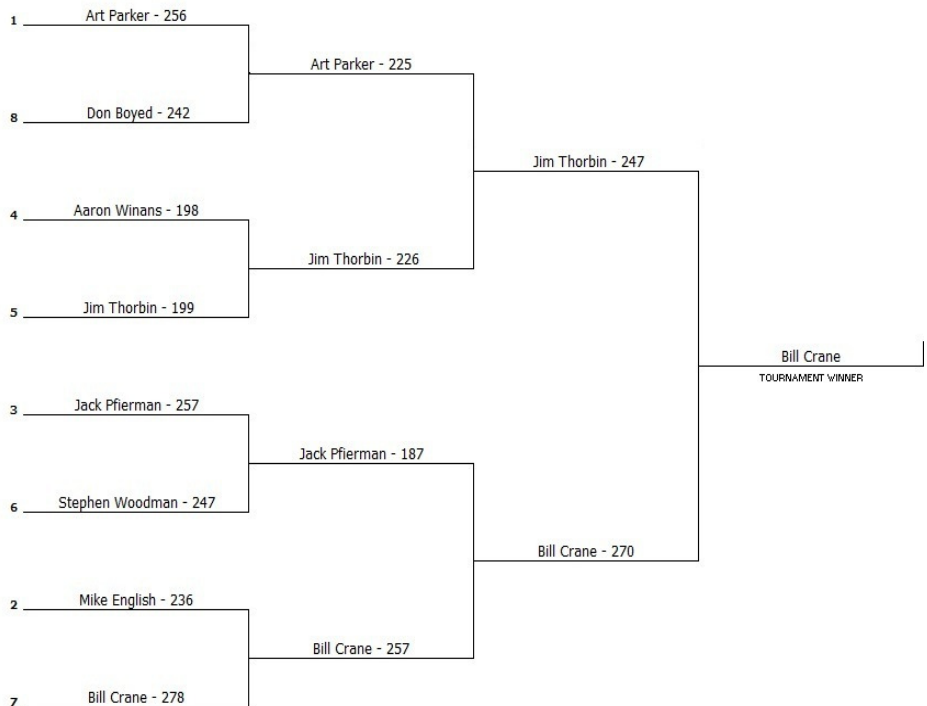 1 Art Parker - 256
Art Parker - 225
8 Don Boyed - 242
Jim Thorbin - 247
4 Aaron Winans - 198
Jim Thorbin - 226
5 Jim Thorbin - 199
Bill Crane
TOURNAMENT WINNER
3 Jack Pfierman - 257
Jack Pfierman - 187
6 Stephen Woodman - 247
Bill Crane - 270
2 Mike English - 236
Bill Crane - 257
7 Bill Crane - 278